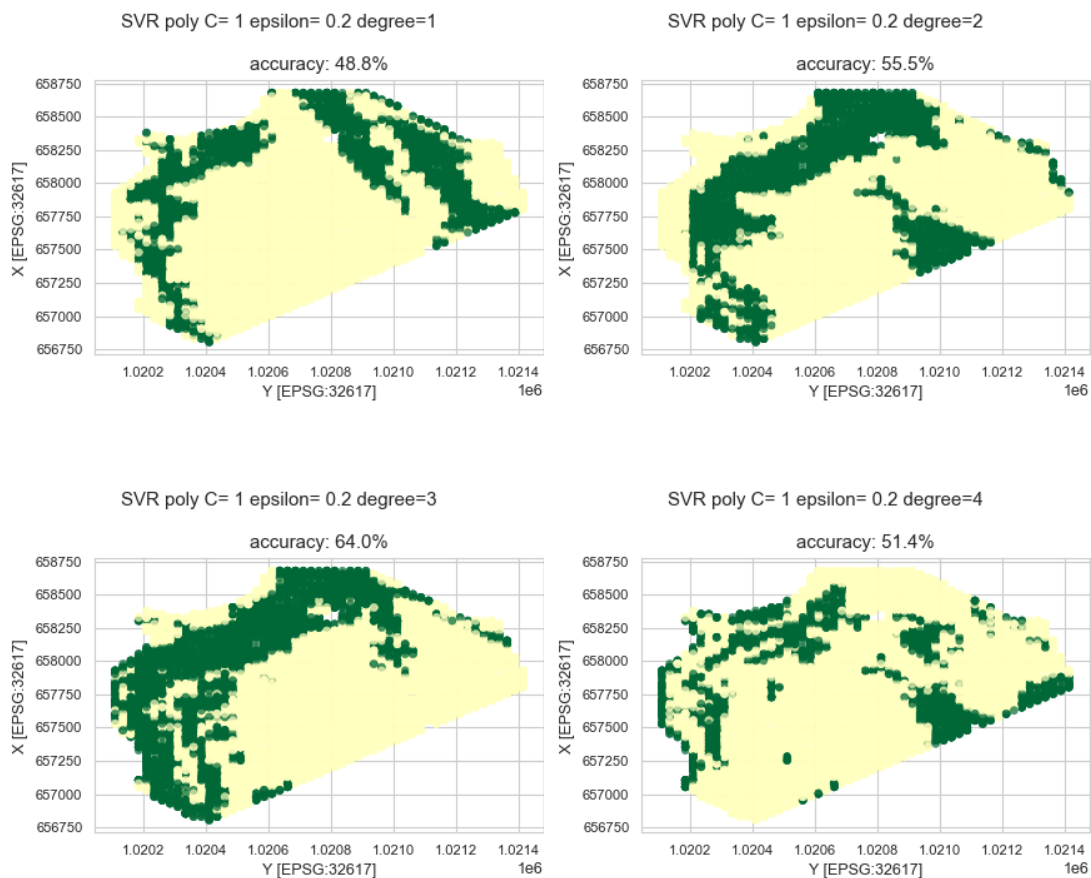 SVR poly C= 1 epsilon= 0.2 degree=1
accuracy: 48.8%
658750
658500
658250
658000
657750
657500
657250
657000
656750
X [EPSG:32617]
1.0202 1.0204 1.0206 1.0208 1.0210 1.0212 1.0214
1e6
Y [EPSG:32617]
SVR poly C= 1 epsilon= 0.2 degree=2
accuracy: 55.5%
658750
658500
658250
658000
657750
657500
657250
657000
656750
X [EPSG:32617]
1.0202 1.0204 1.0206 1.0208 1.0210 1.0212 1.0214
1e6
Y [EPSG:32617]
SVR poly C= 1 epsilon= 0.2 degree=3
accuracy: 64.0%
658750
658500
658250
658000
657750
657500
657250
657000
656750
X [EPSG:32617]
1.0202 1.0204 1.0206 1.0208 1.0210 1.0212 1.0214
1e6
Y [EPSG:32617]
SVR poly C= 1 epsilon= 0.2 degree=4
accuracy: 51.4%
658750
658500
658250
658000
657750
657500
657250
657000
656750
X [EPSG:32617]
1.0202 1.0204 1.0206 1.0208 1.0210 1.0212 1.0214
1e6
Y [EPSG:32617]